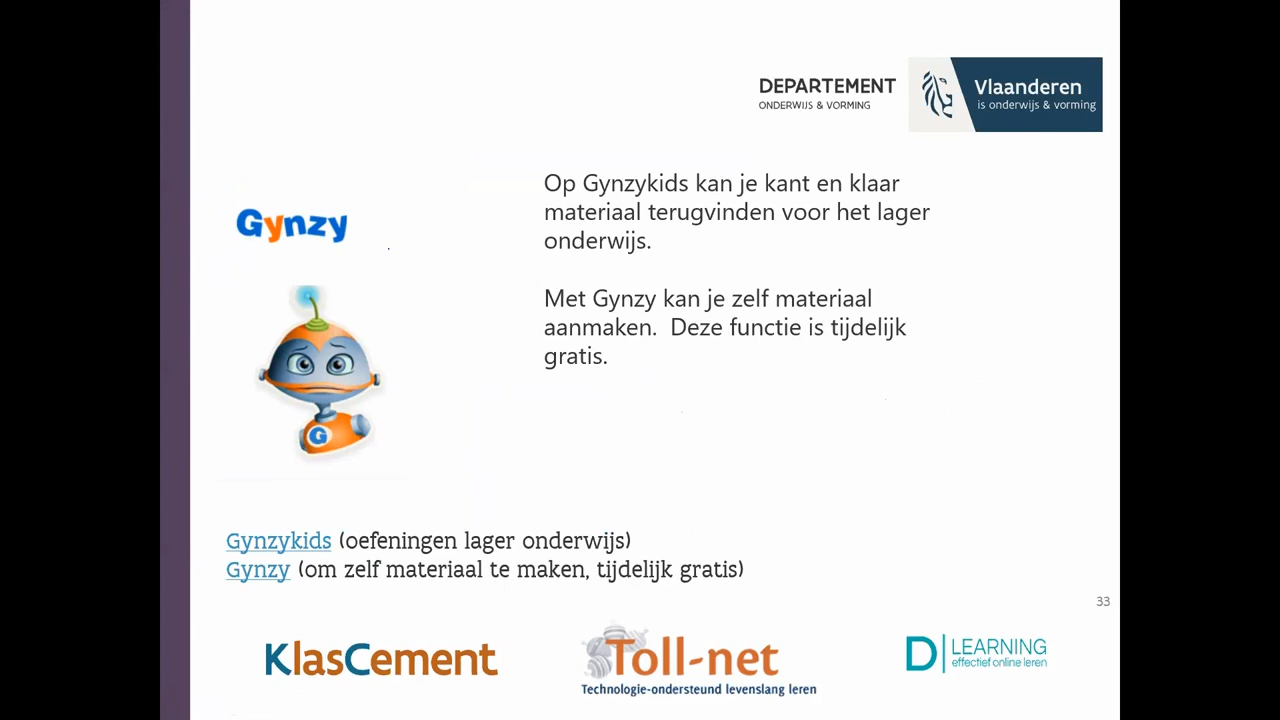 DEPARTEMENT
ONDERWIJS & VORMING
Vlaanderen
is onderwijs & vorming
Gynzy
Op Gynzykids kan je kant en klaar
materiaal terugvinden voor het lager
onderwijs.
Met Gynzy kan je zelf materiaal
aanmaken.  Deze functie is tijdelijk
gratis.
G
Gynzykids (oefeningen lager onderwijs)
Gynzy (om zelf materiaal te maken, tijdelijk gratis)
33
KlasCement
Toll-net
Technologie-ondersteund levenslang leren
D LEARNING
effectief online leren